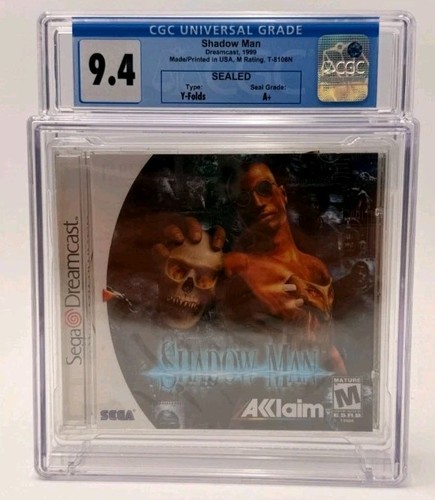 CGC UNIVERSAL GRADE
9.4
Shadow Man
Dreamcast, 1999
Made/Printed in USA, M Rating, T-8106N
SEALED
Type:
Seal Grade:
Y-Folds
A+
CGC
Sega Dreamcast
SHADOW MAN
SEGA
AKKlaim
MATURE
M
ESRB